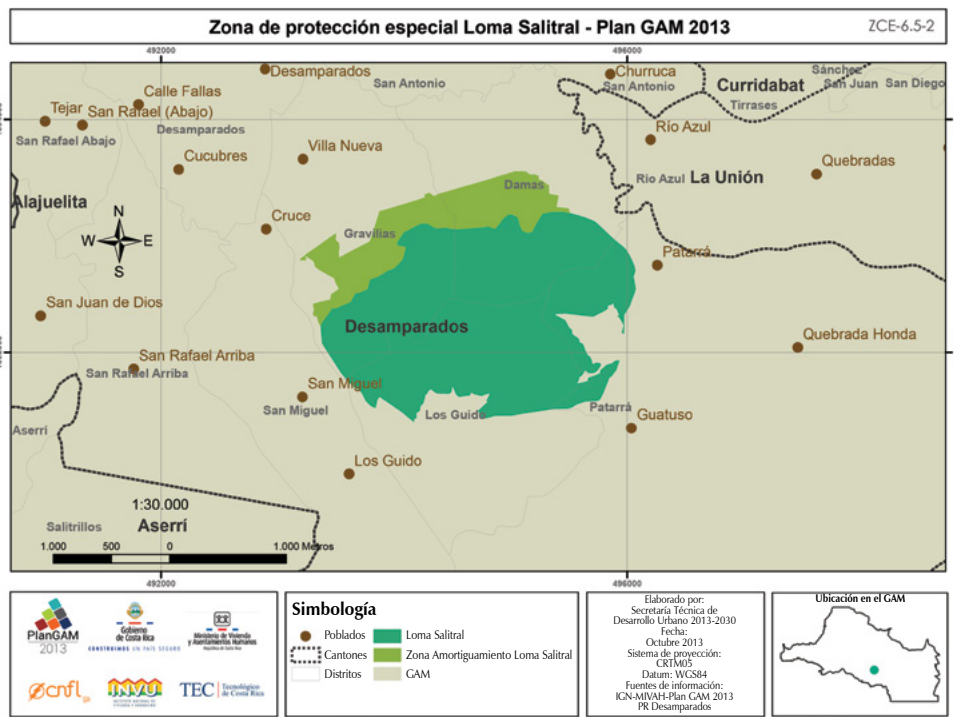 Zona de protección especial Loma Salitral - Plan GAM 2013
ZCE-6.5-2
492000
496000
Desamparados
San Antonio
Churruca
San Antonio
Curridabat
Tirrases
Sánchez
San Juan
San Diego
Calle Fallas
Tejar
San Rafael (Abajo)
San Rafael Abajo
Desamparados
Cucubres
Villa Nueva
Río Azul
Río Azul
La Unión
Quebradas
Damas
Alajuelita
N
W
E
S
Cruce
Gravilias
Patarrá
San Juan de Dios
Desamparados
Quebrada Honda
San Rafael Arriba
San Rafael Arriba
San Miguel
San Miguel
Los Guido
Patarrá
Guatuso
Aserrí
Los Guido
1:30.000
Salitrillos
Aserrí
1.000
500
0
1.000 Metros
492000
496000
PlanGAM
2013
Gobierno
de Costa Rica
CONSTRUIMOS UN PAÍS SEGURO
Ministerio de Vivienda
y Asentamientos Humanos
República de Costa Rica
cnfl
INVU
TEC
Tecnológico
de Costa Rica
Simbología
Poblados
Cantones
Distritos
Loma Salitral
Zona Amortiguamiento Loma Salitral
GAM
Elaborado por:
Secretaría Técnica de
Desarrollo Urbano 2013-2030
Fecha:
Octubre 2013
Sistema de proyección:
CRTM05
Datum: WGS84
Fuentes de información:
IGN-MIVAH-Plan GAM 2013
PR Desamparados
Ubicación en el GAM